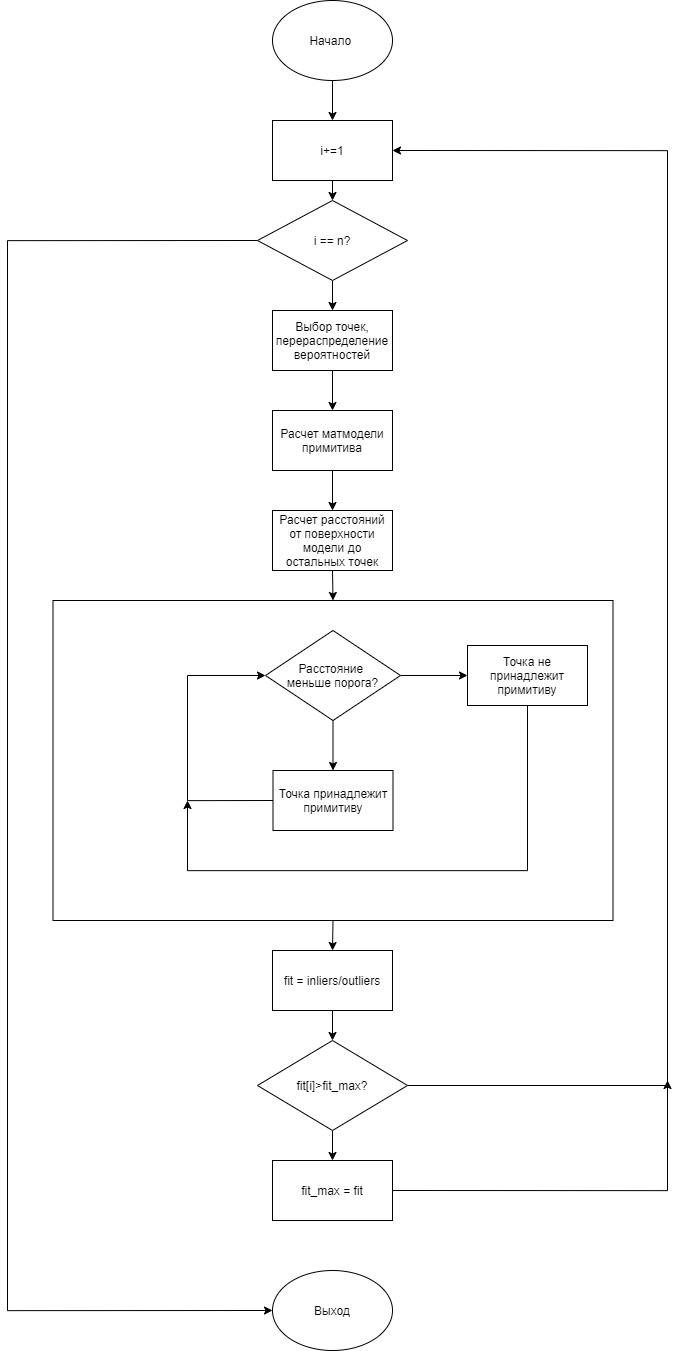 Начало
i+=1
i == n?
Выбор точек,
перераспределение
вероятностей
Расчет матмодели
примитива
Расчет расстояний
от поверхности
модели до
остальных точек
Расстояние
меньше порога?
Точка не
принадлежит
примитиву
Точка принадлежит
примитиву
fit = inliers/outliers
fit[i]>fit_max?
fit_max = fit
Выход